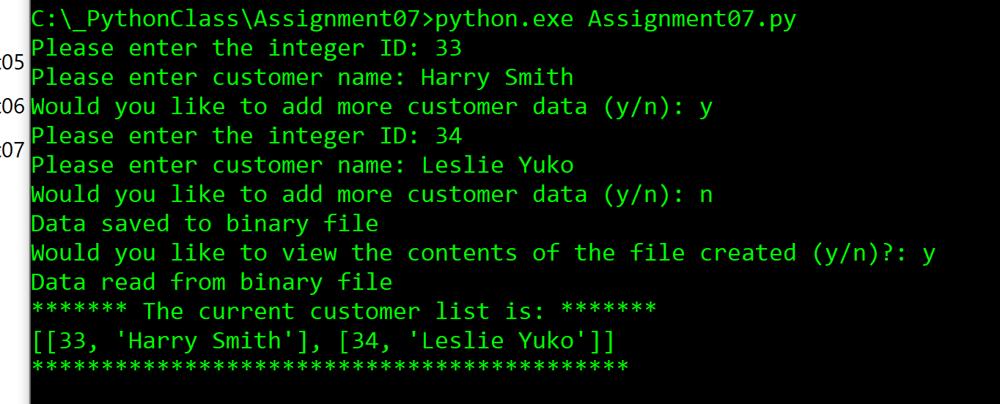 C:\_PythonClass\Assignment07>python.exe Assignment07.py
Please enter the integer ID: 33
t05
Please enter customer name: Harry Smith
Would you like to add more customer data (y/n): y
t06
Please enter the integer ID: 34
t07
Please enter customer name: Leslie Yuko
Would you like to add more customer data (y/n): n
Data saved to binary file
Would you like to view the contents of the file created (y/n)?: y
Data read from binary file
******* The current customer list is: *******
[[33, 'Harry Smith'], [34, 'Leslie Yuko']]
*******************************************